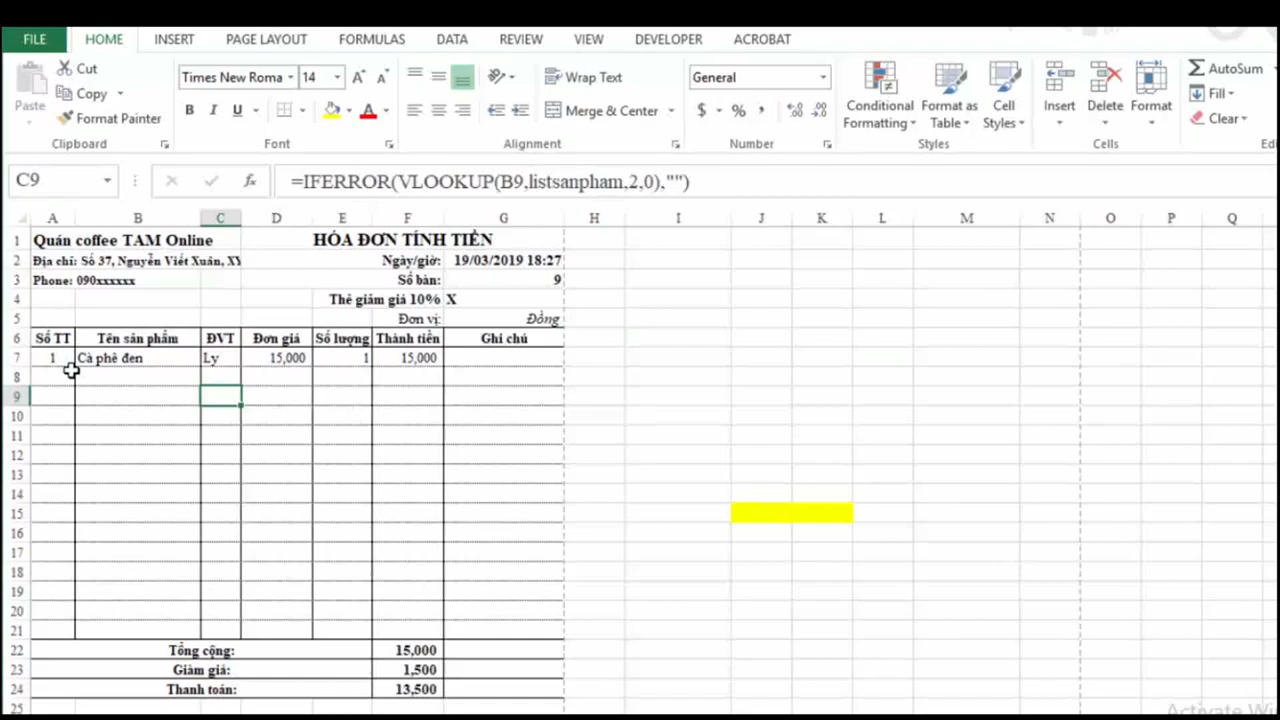 FILE HOME INSERT PAGE LAYOUT FORMULAS DATA REVIEW VIEW DEVELOPER ACROBAT
Paste
Cut
Copy
Format Painter
Clipboard
Times New Roma 14 A A
B I U A
Font
Wrap Text
Merge & Center
Alignment
General
$ % ,
Number
Conditional Formatting
Format as Table
Cell Styles
Styles
Insert Delete Format
Cells
AutoSum
Fill
Clear
C9 fx =IFERROR(VLOOKUP(B9,listsanpham,2,0),"")
A B C D E F G H I J K L M N O P Q
1 Quán coffee TAM Online HÓA ĐƠN TÍNH TIỀN
2 Địa chỉ: Số 37, Nguyễn Viết Xuân, XY Ngày/giờ: 19/03/2019 18:27
3 Phone: 090xxxxxx Số bàn: 9
4 Thẻ giảm giá 10% X
5 Đơn vị: Đồng
6 Số TT Tên sản phẩm ĐVT Đơn giá Số lượng Thành tiền Ghi chú
7 1 Cà phê đen Ly 15,000 1 15,000
8
9
10
11
12
13
14
15
16
17
18
19
20
21
22 Tổng cộng: 15,000
23 Giảm giá: 1,500
24 Thanh toán: 13,500
25
Activate Wi